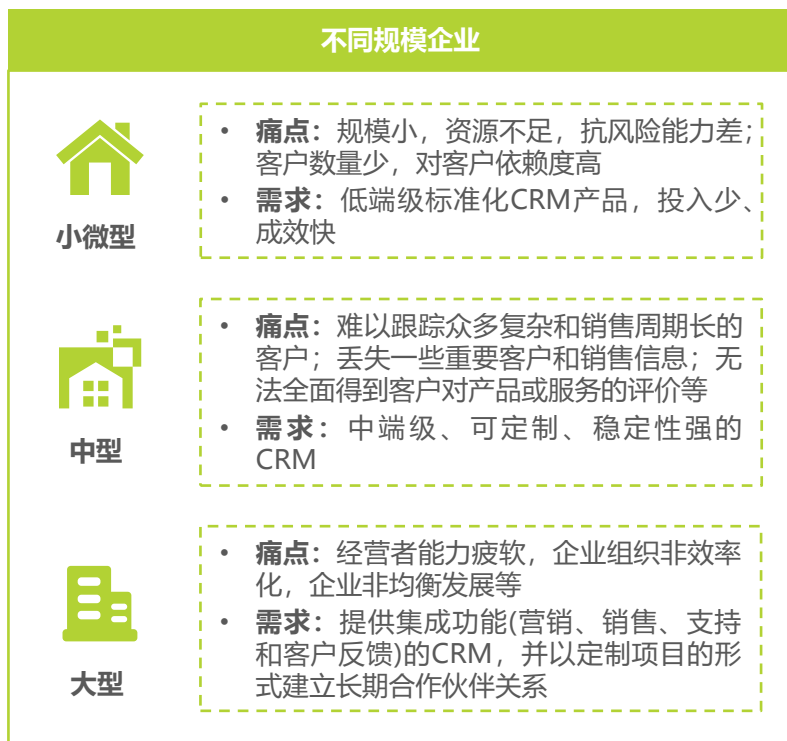 不同规模企业
• 痛点：规模小，资源不足，抗风险能力差；
客户数量少，对客户依赖度高
• 需求：低端级标准化CRM产品，投入少、
成效快
小微型
• 痛点：难以跟踪众多复杂和销售周期长的
客户；丢失一些重要客户和销售信息；无
法全面得到客户对产品或服务的评价等
• 需求：中端级、可定制、稳定性强的
CRM
中型
• 痛点：经营者能力疲软，企业组织非效率
化，企业非均衡发展等
• 需求：提供集成功能(营销、销售、支持
和客户反馈)的CRM，并以定制项目的形
式建立长期合作伙伴关系
大型